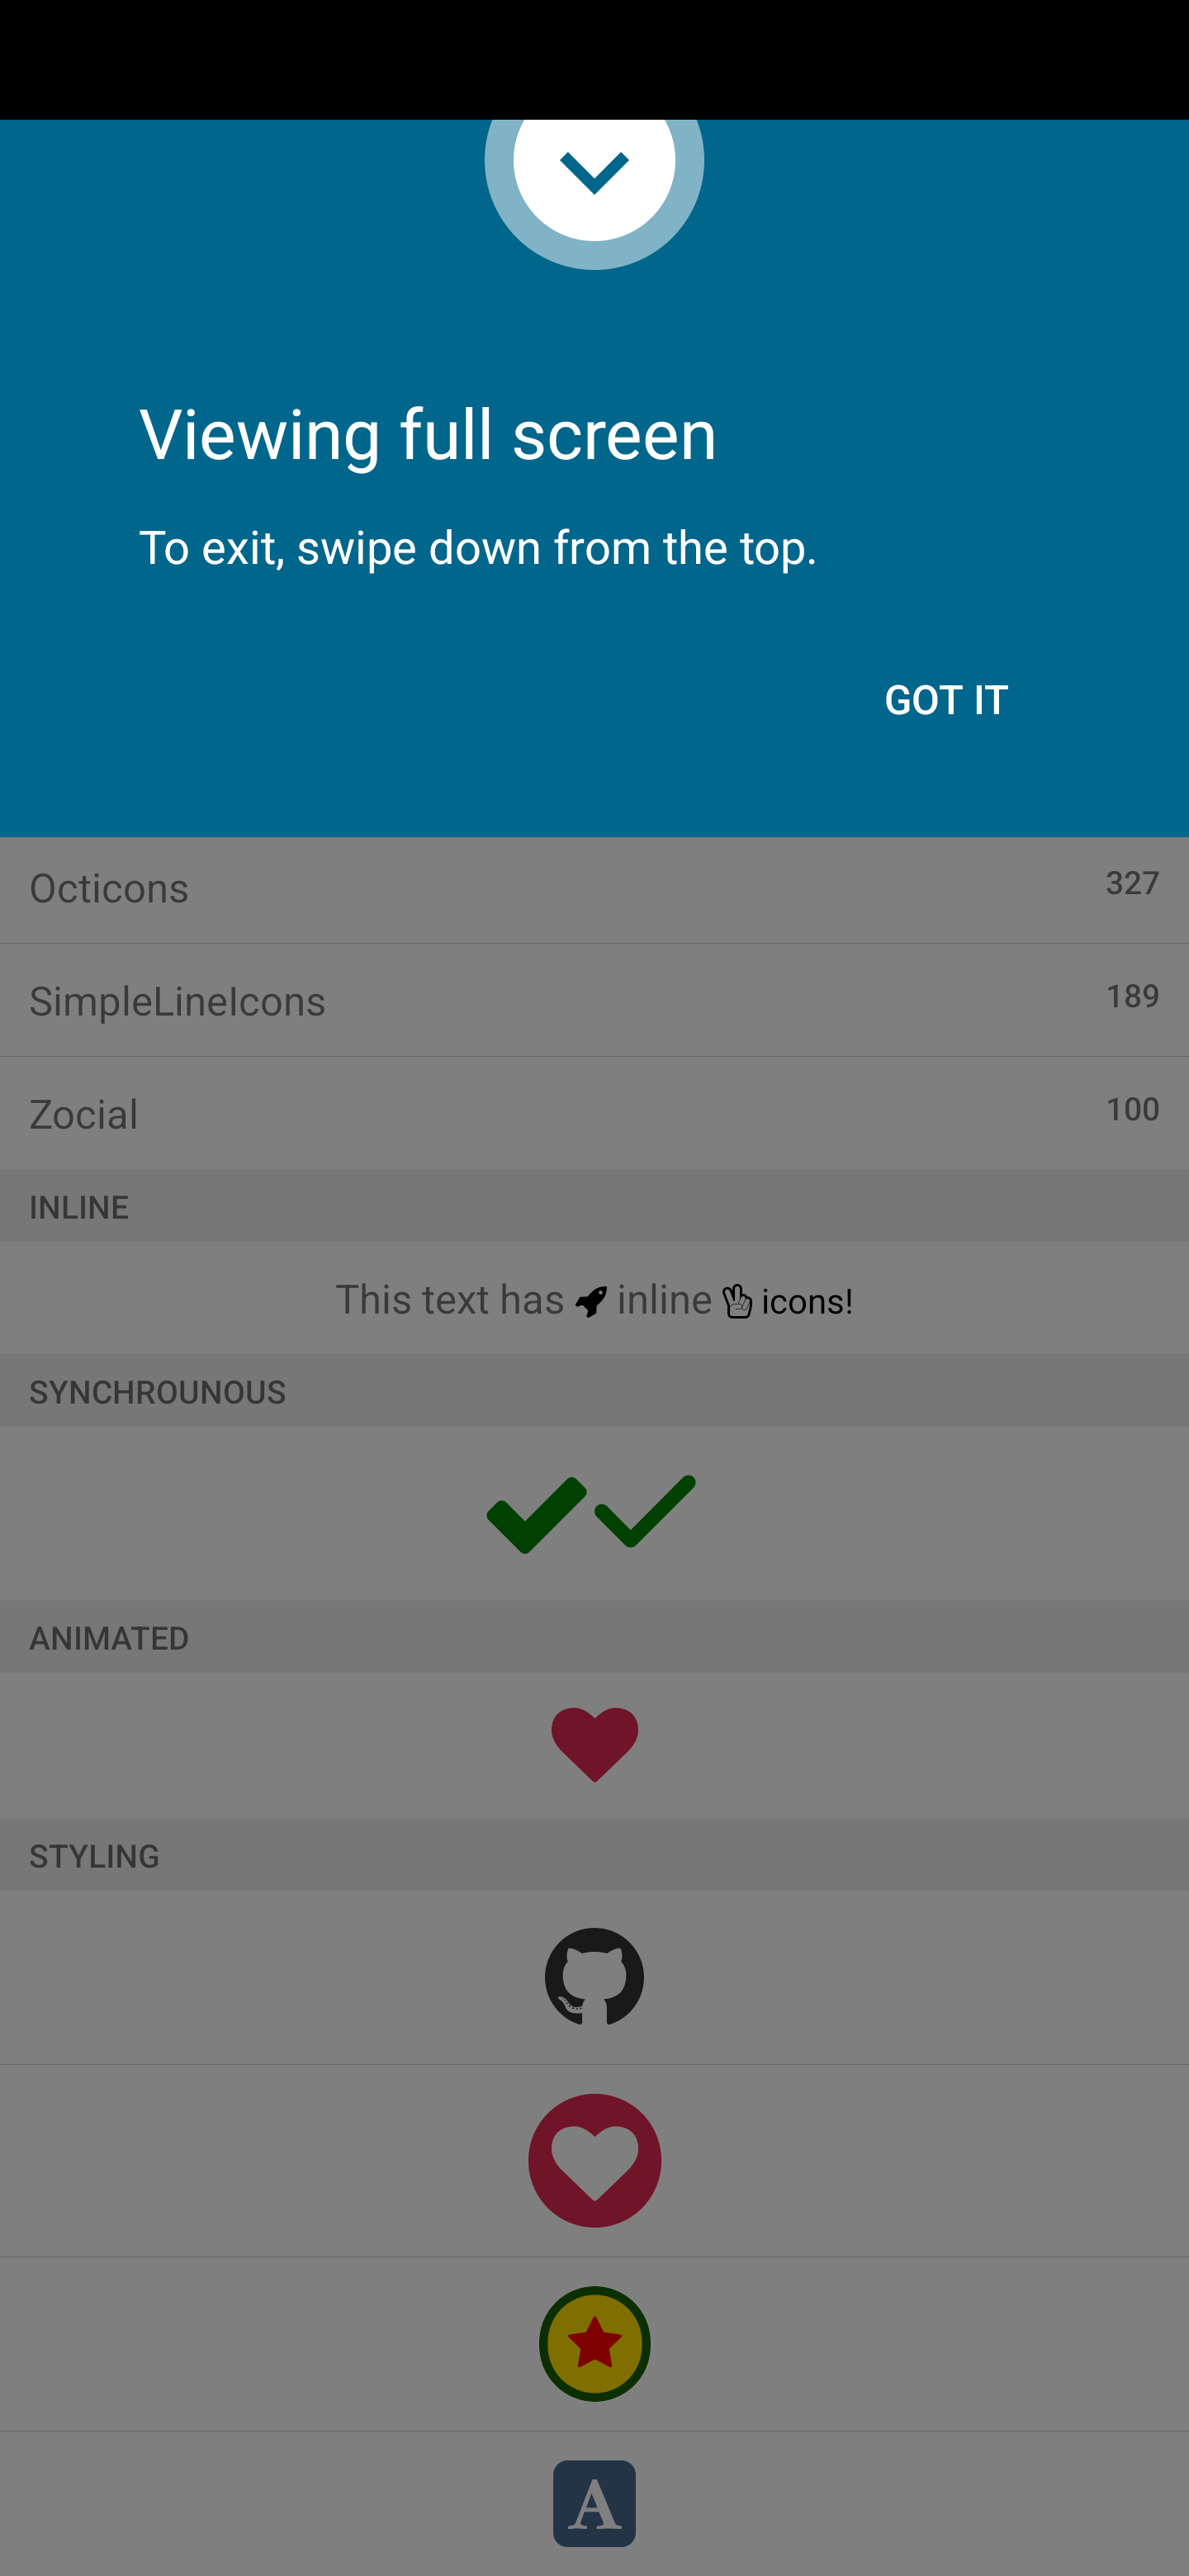 Viewing full screen
To exit, swipe down from the top.
GOT IT
Octicons 327
SimpleLineIcons 189
Zocial 100
INLINE
This text has inline icons!
SYNCHROUNOUS
ANIMATED
STYLING
A